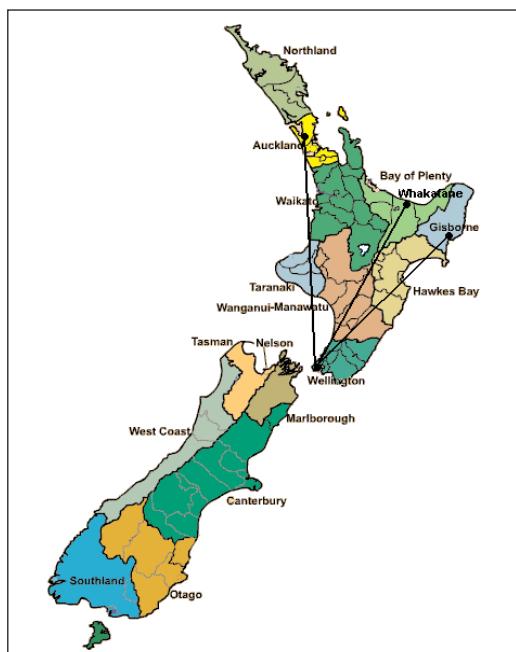 Northland
Auckland
Bay of Plenty
Whakatane
Waikato
Gisborne
Taranaki
Hawkes Bay
Wanganui-Manawatu
Tasman
Nelson
Wellington
Marlborough
West Coast
Canterbury
Southland
Otago